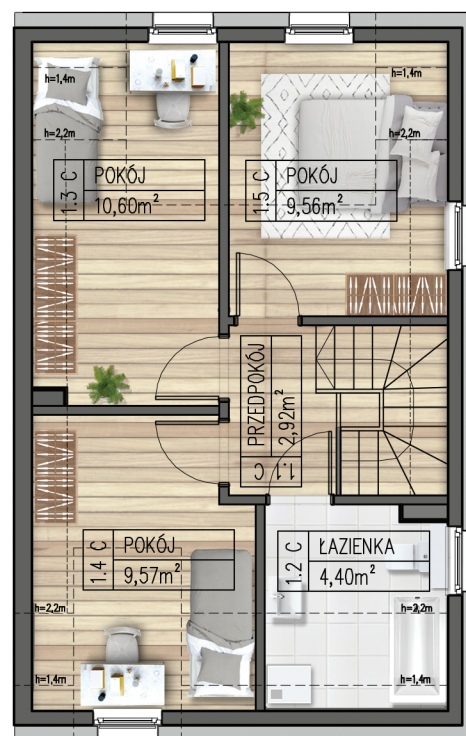 h=1,4m
h=1,4m
h=2,2m
h=2,2m
1.3 C
POKÓJ
10,60m²
1.5 C
POKÓJ
9,56m²
1.1 C
PRZEDPOKÓJ
2,92m²
1.4 C
POKÓJ
9,57m²
1.2 C
ŁAZIENKA
4,40m²
h=2,2m
h=2,2m
h=1,4m
h=1,4m